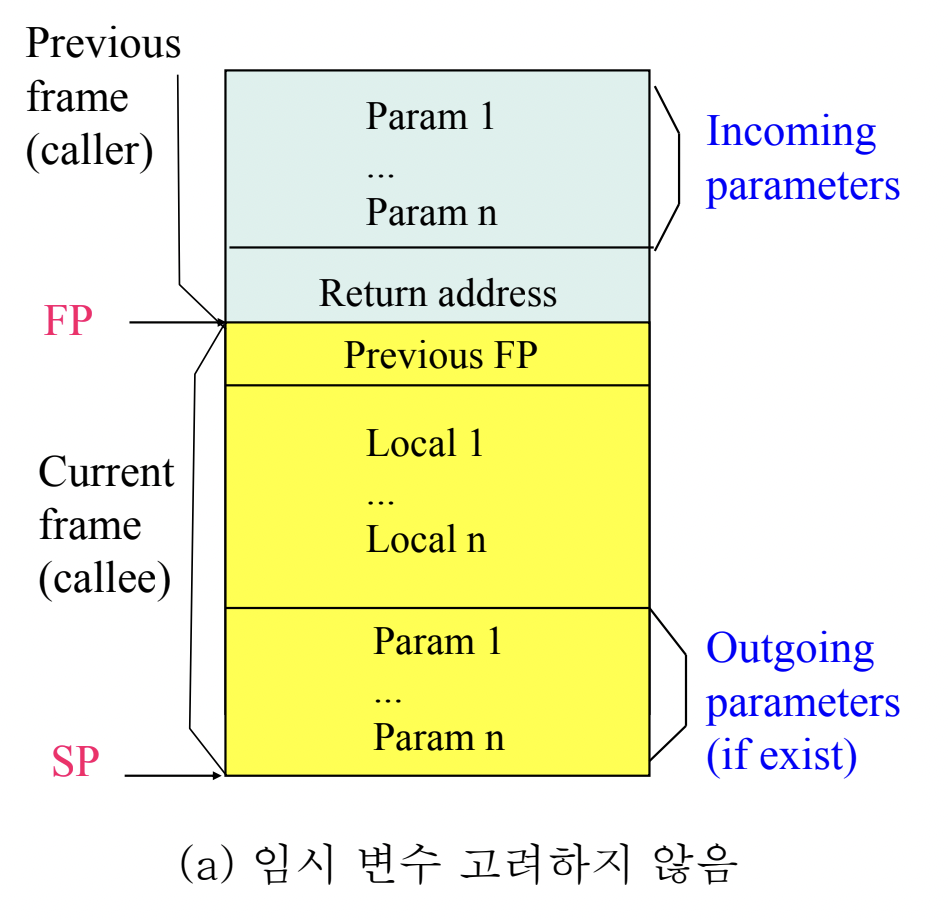 Previous
frame
(caller)
Param 1
...
Param n
Incoming
parameters
Return address
FP
Previous FP
Local 1
...
Local n
Current
frame
(callee)
Param 1
...
Param n
Outgoing
parameters
(if exist)
SP
(a) 임시 변수 고려하지 않음